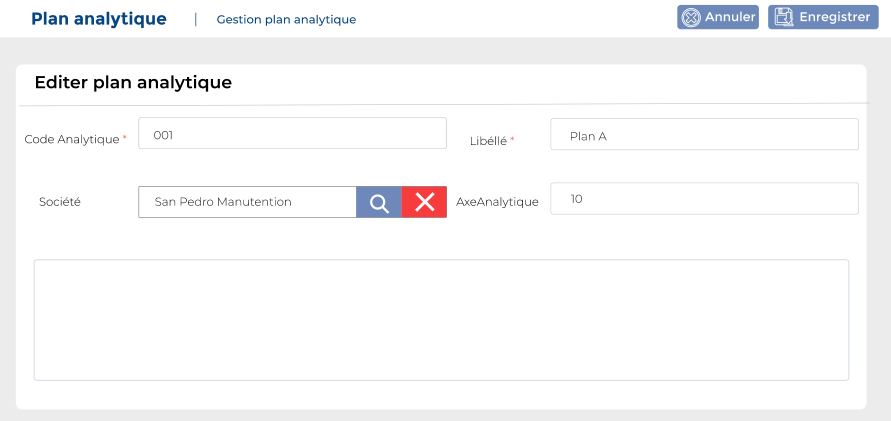 Plan analytique | Gestion plan analytique Annuler Enregistrer
Editer plan analytique
Code Analytique * 001 Libéllé * Plan A
Société San Pedro Manutention AxeAnalytique 10